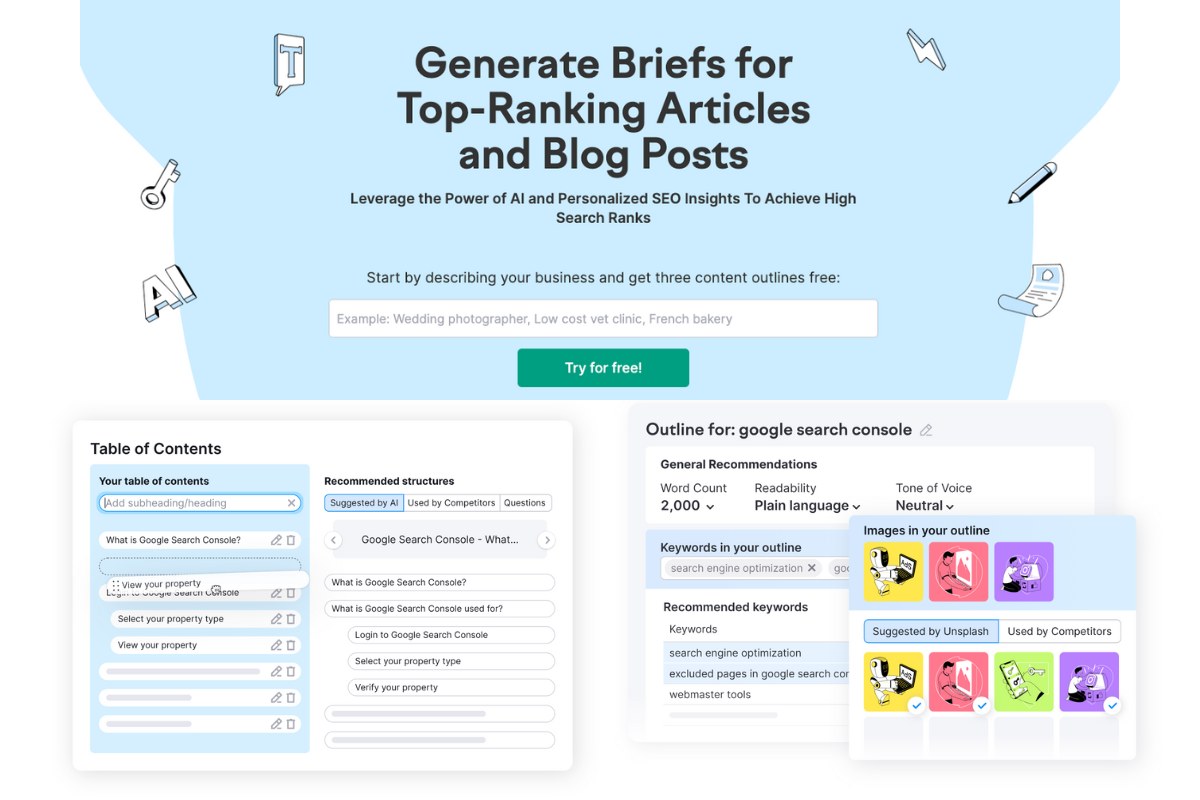 T
Generate Briefs for
Top-Ranking Articles
and Blog Posts
Leverage the Power of AI and Personalized SEO Insights To Achieve High
Search Ranks
AI
Start by describing your business and get three content outlines free:
Example: Wedding photographer, Low cost vet clinic, French bakery
Try for free!
Table of Contents
Your table of contents
Add subheading/heading
What is Google Search Console?
View your property
Login to Google Search Console
Select your property type
View your property
Recommended structures
Suggested by AI Used by Competitors Questions
Google Search Console - What...
What is Google Search Console?
What is Google Search Console used for?
Login to Google Search Console
Select your property type
Verify your property
Outline for: google search console
General Recommendations
Word Count Readability Tone of Voice
2,000 Plain language Neutral
Keywords in your outline
search engine optimization
Recommended keywords
Keywords
search engine optimization
excluded pages in google search
webmaster tools
Images in your outline
Ads
Suggested by Unsplash Used by Competitors
Ads